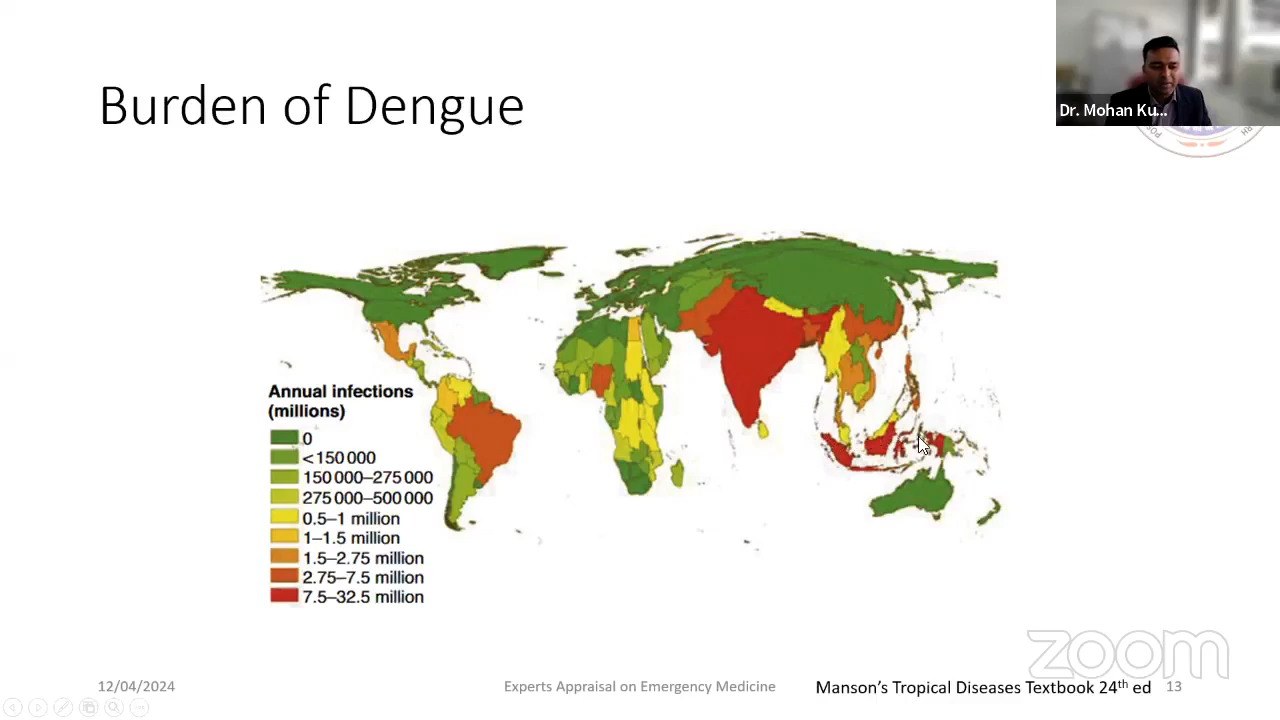 Burden of Dengue
Dr. Mohan Ku...
Annual infections
(millions)
0
<150 000
150 000–275 000
275 000–500 000
0.5–1 million
1–1.5 million
1.5–2.75 million
2.75–7.5 million
7.5–32.5 million
zoom
12/04/2024
Experts Appraisal on Emergency Medicine
Manson's Tropical Diseases Textbook 24th ed
13